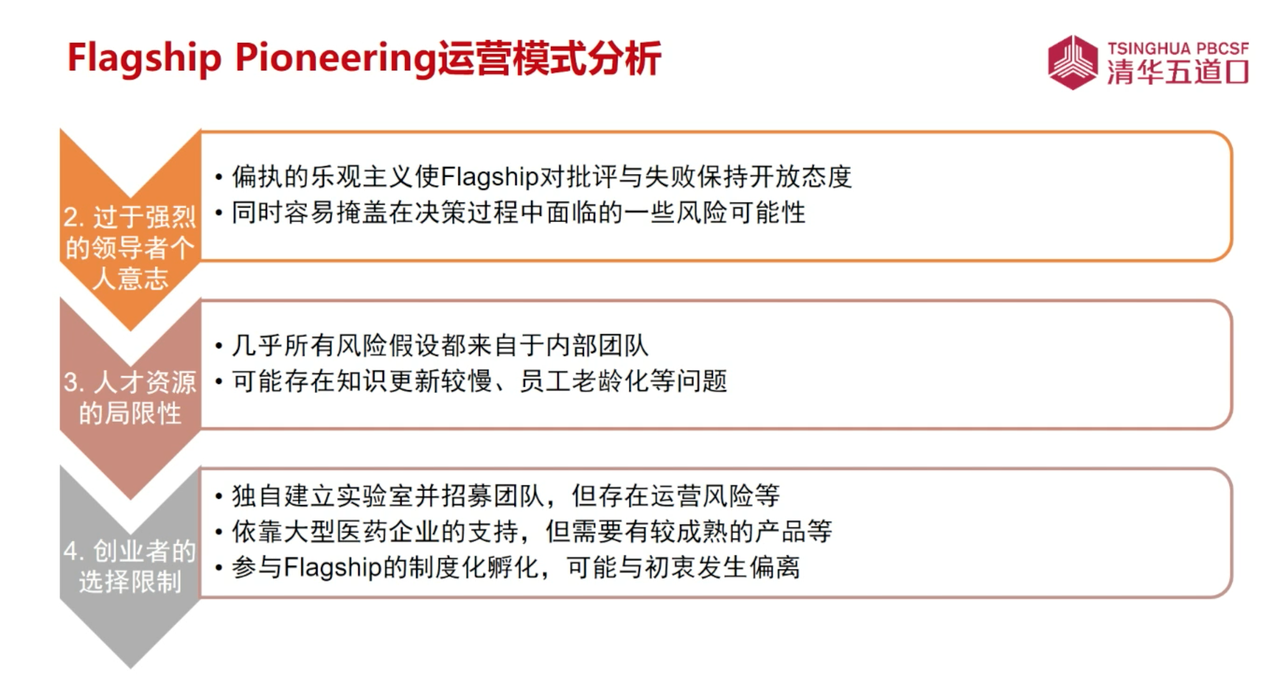 Flagship Pioneering运营模式分析
TSINGHUA PBCSF
清华五道口
2. 过于强烈
的领导者个
人意志
• 偏执的乐观主义使Flagship对批评与失败保持开放态度
• 同时容易掩盖在决策过程中面临的一些风险可能性
3. 人才资源
的局限性
• 几乎所有风险假设都来自于内部团队
• 可能存在知识更新较慢、员工老龄化等问题
4. 创业者的
选择限制
• 独自建立实验室并招募团队，但存在运营风险等
• 依靠大型医药企业的支持，但需要有较成熟的产品等
• 参与Flagship的制度化孵化，可能与初衷发生偏离